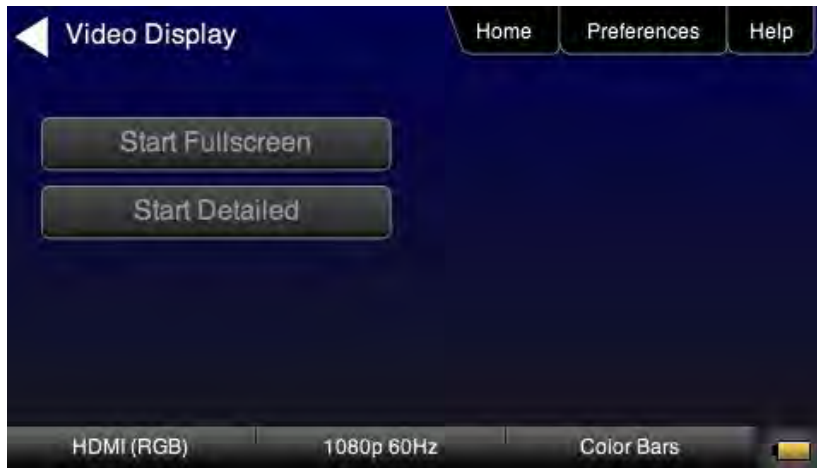 Video Display
Home
Preferences
Help
Start Fullscreen
Start Detailed
HDMI (RGB)
1080p 60Hz
Color Bars